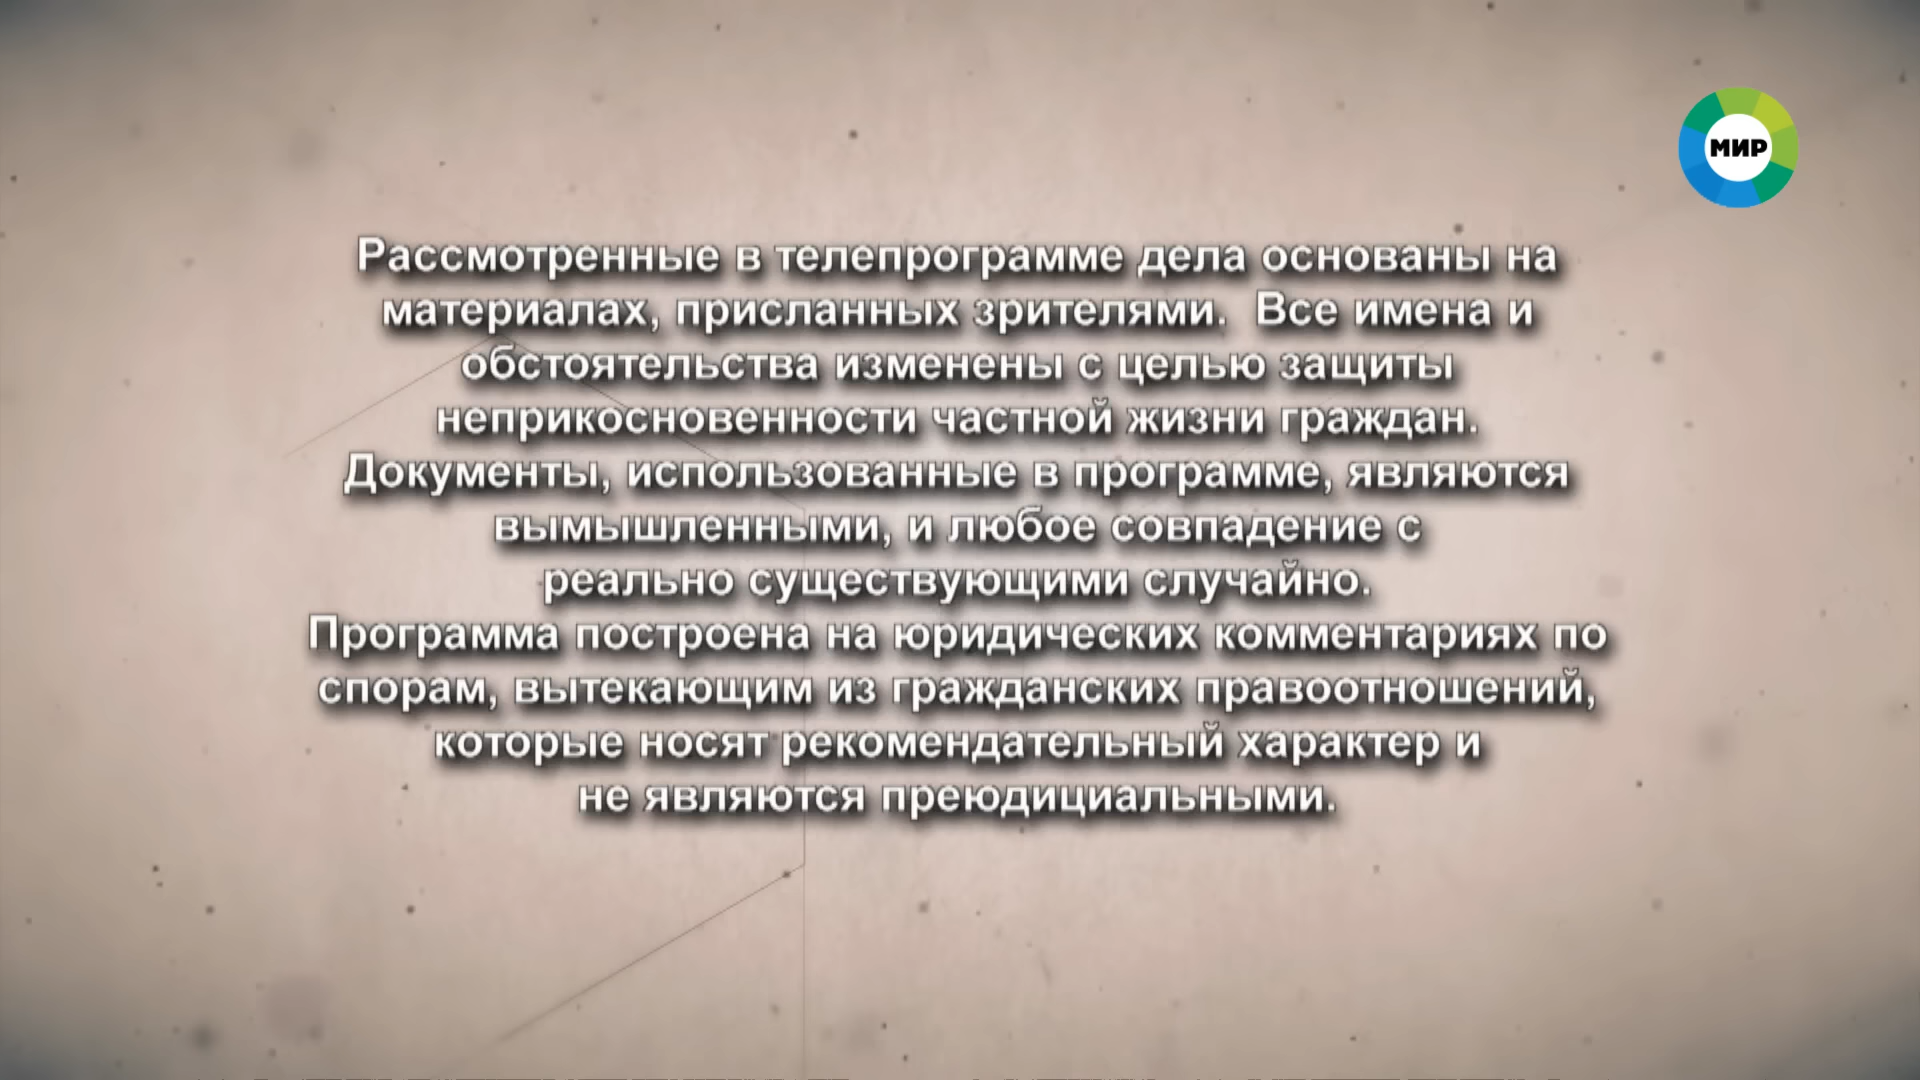 МИР
Рассмотренные в телепрограмме дела основаны на
материалах, присланных зрителями.  Все имена и
обстоятельства изменены с целью защиты
неприкосновенности частной жизни граждан.
Документы, использованные в программе, являются
вымышленными, и любое совпадение с
реально существующими случайно.
Программа построена на юридических комментариях по
спорам, вытекающим из гражданских правоотношений,
которые носят рекомендательный характер и
не являются преюдициальными.